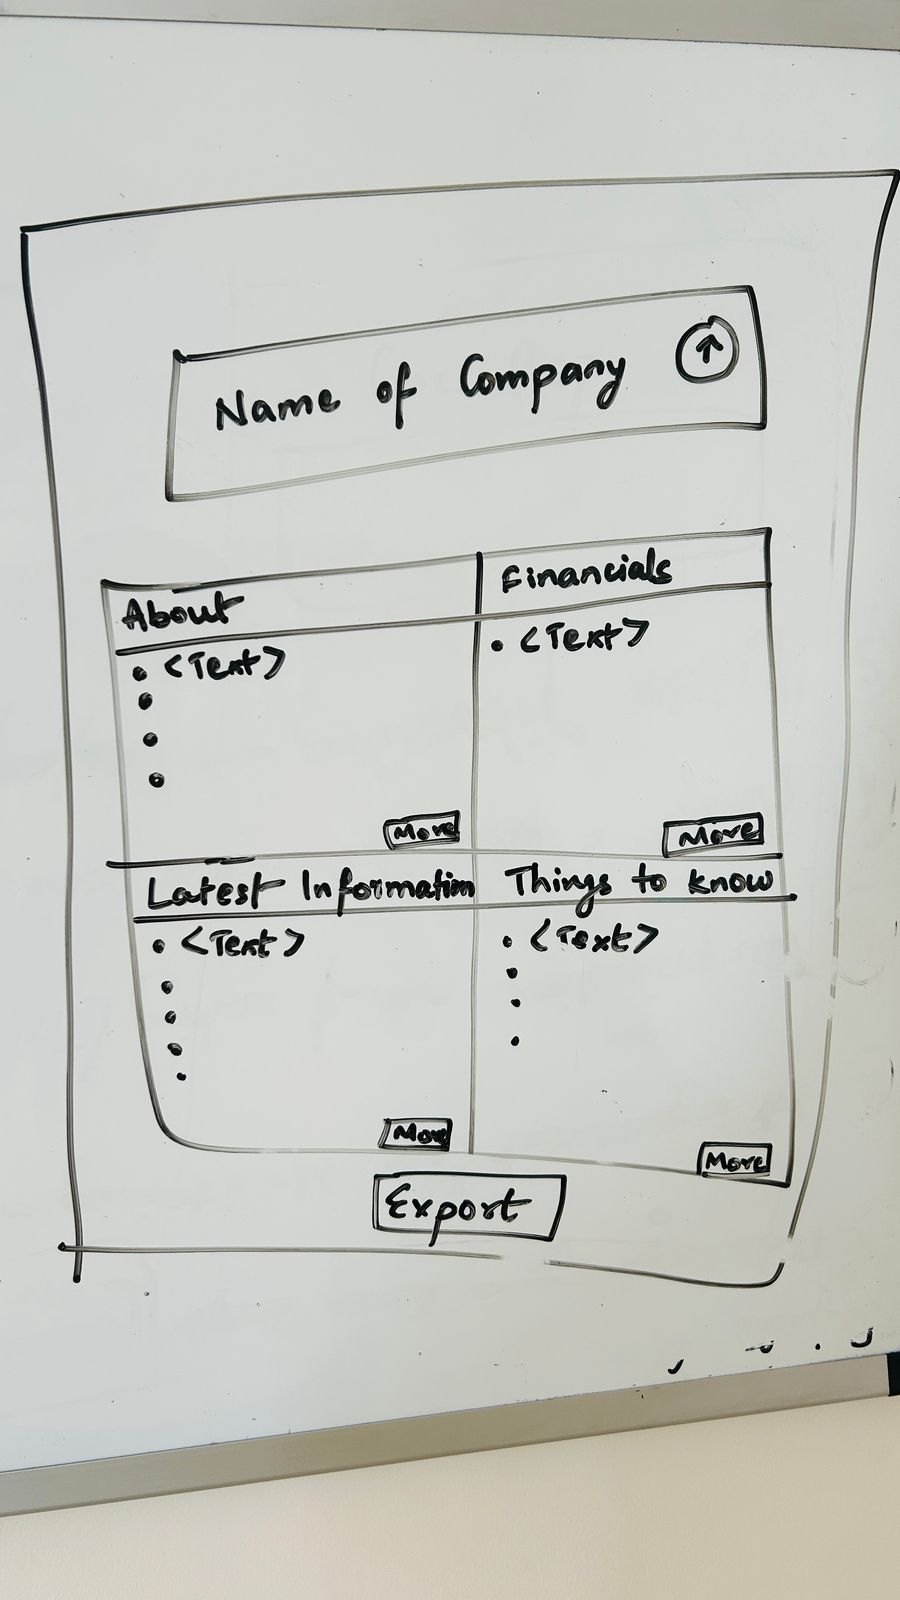 Name of Company
About
Financials
<Text>
<Text>
More
More
Latest Information
Things to know
<Text>
<Text>
More
More
Export